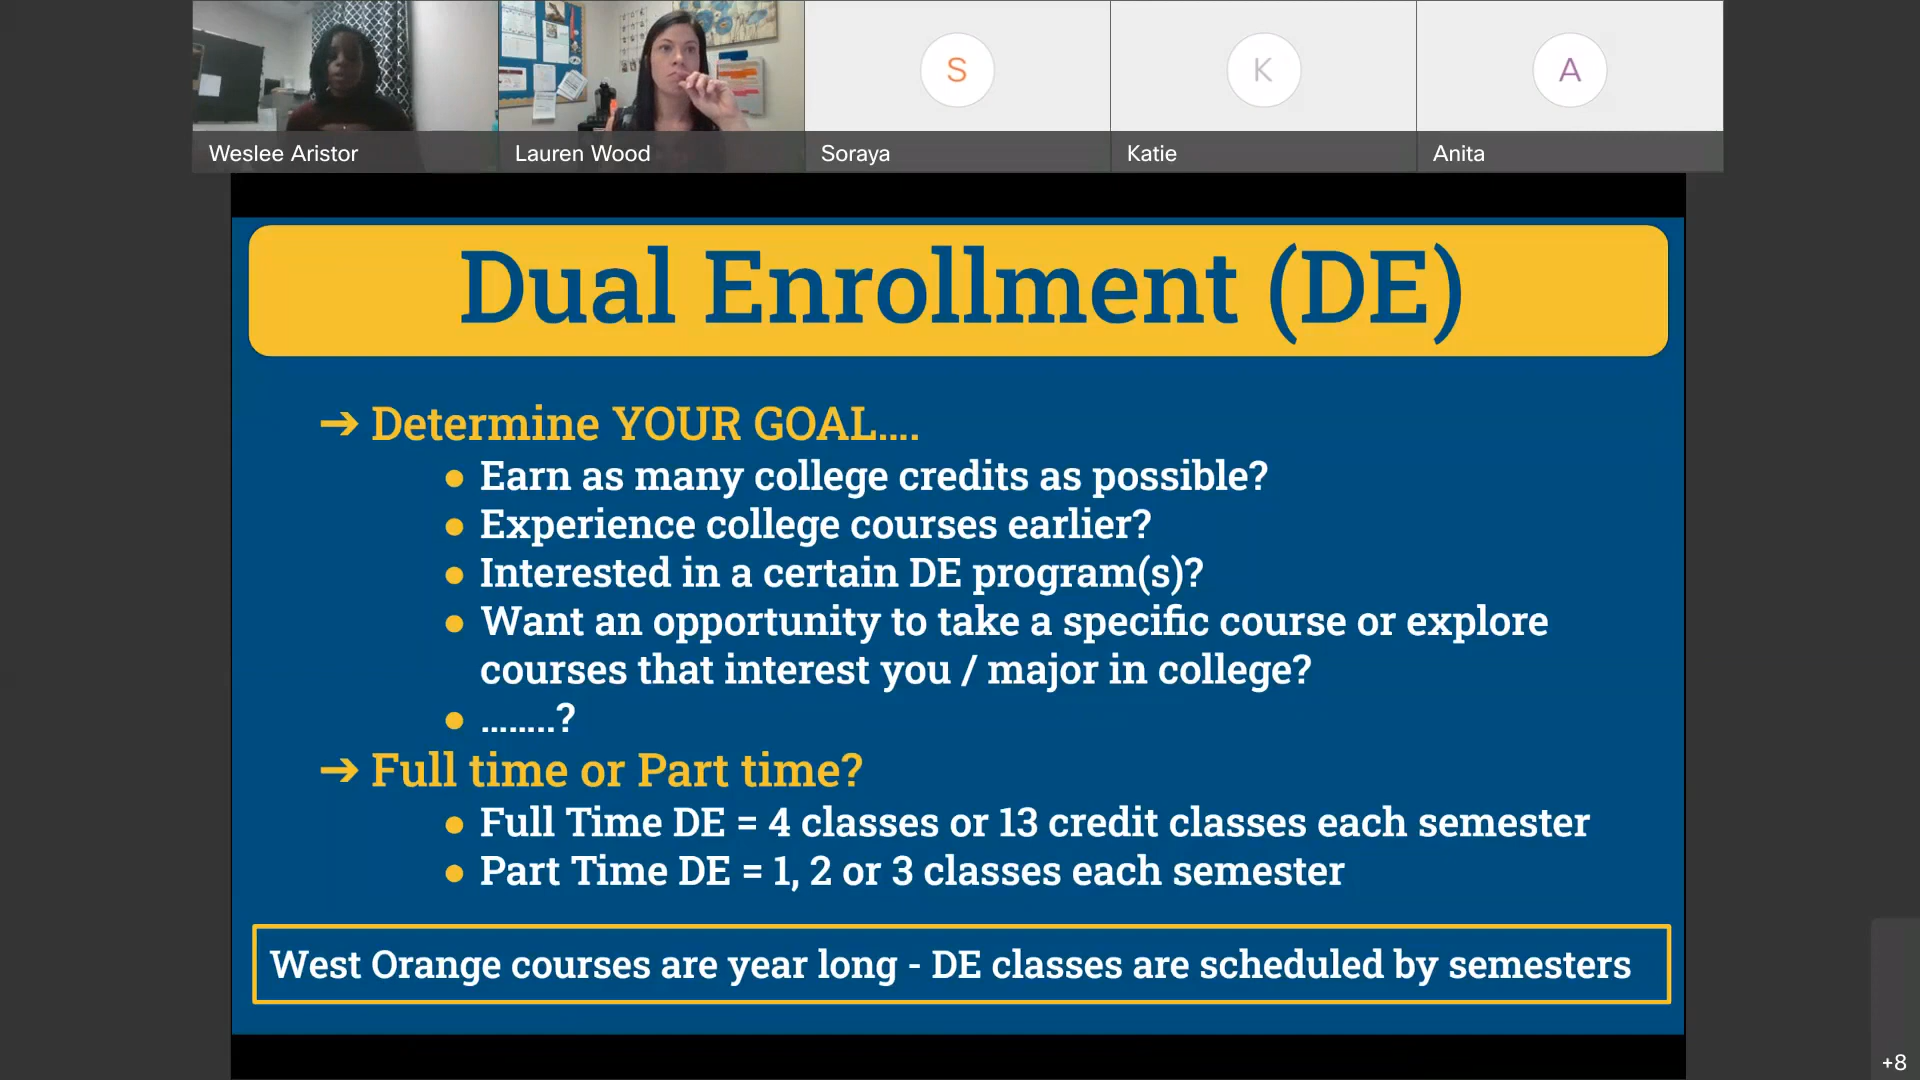 S
K
A
Weslee Aristor
Lauren Wood
Soraya
Katie
Anita
Dual Enrollment (DE)
➔ Determine YOUR GOAL....
● Earn as many college credits as possible?
● Experience college courses earlier?
● Interested in a certain DE program(s)?
● Want an opportunity to take a specific course or explore
courses that interest you / major in college?
● ........?
➔ Full time or Part time?
● Full Time DE = 4 classes or 13 credit classes each semester
● Part Time DE = 1, 2 or 3 classes each semester
West Orange courses are year long - DE classes are scheduled by semesters
+8